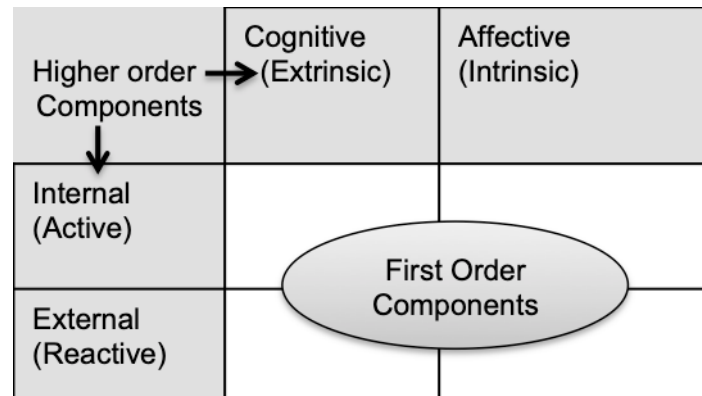 Higher order
Components
Cognitive
(Extrinsic)
Affective
(Intrinsic)
Internal
(Active)
First Order
Components
External
(Reactive)